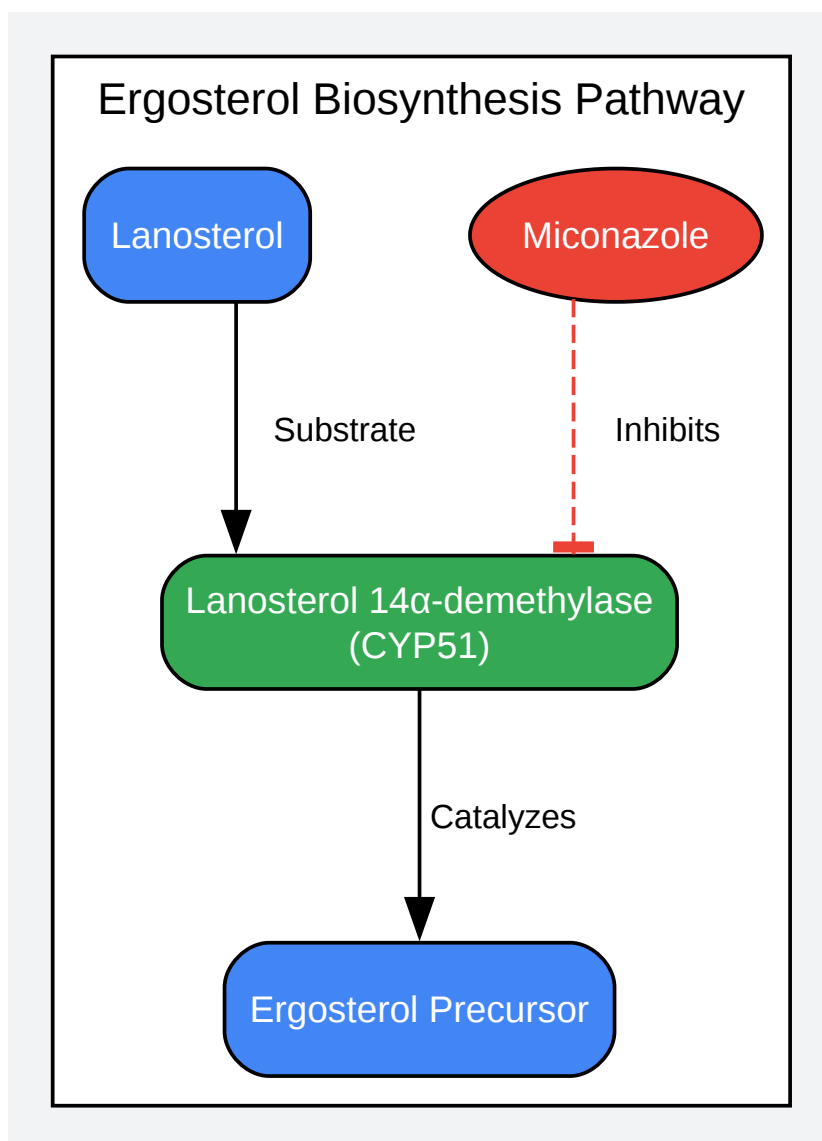 Ergosterol Biosynthesis Pathway
Lanosterol
Miconazole
Substrate
Inhibits
Lanosterol 14α-demethylase
(CYP51)
Catalyzes
Ergosterol Precursor